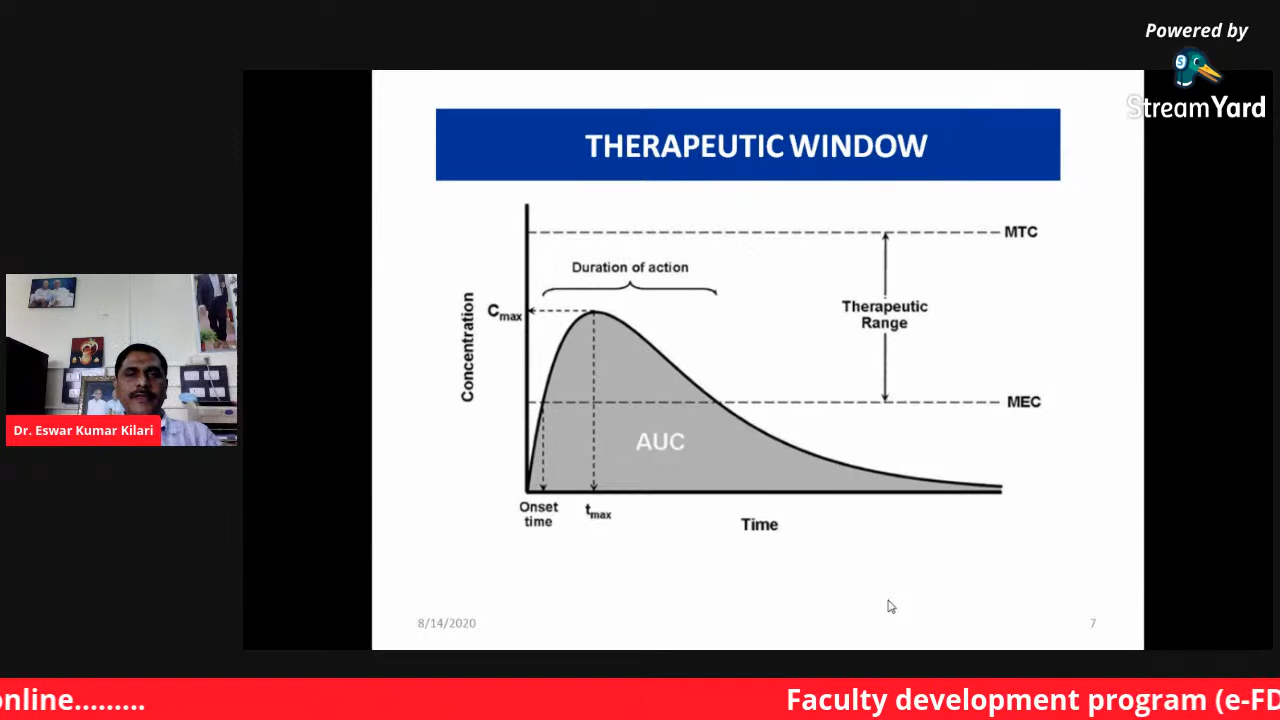 Powered by
StreamYard
THERAPEUTIC WINDOW
MTC
Duration of action
Cmax
Therapeutic
Range
Concentration
MEC
AUC
Onset
time
tmax
Time
8/14/2020
7
Dr. Eswar Kumar Kilari
online.........
Faculty development program (e-FD